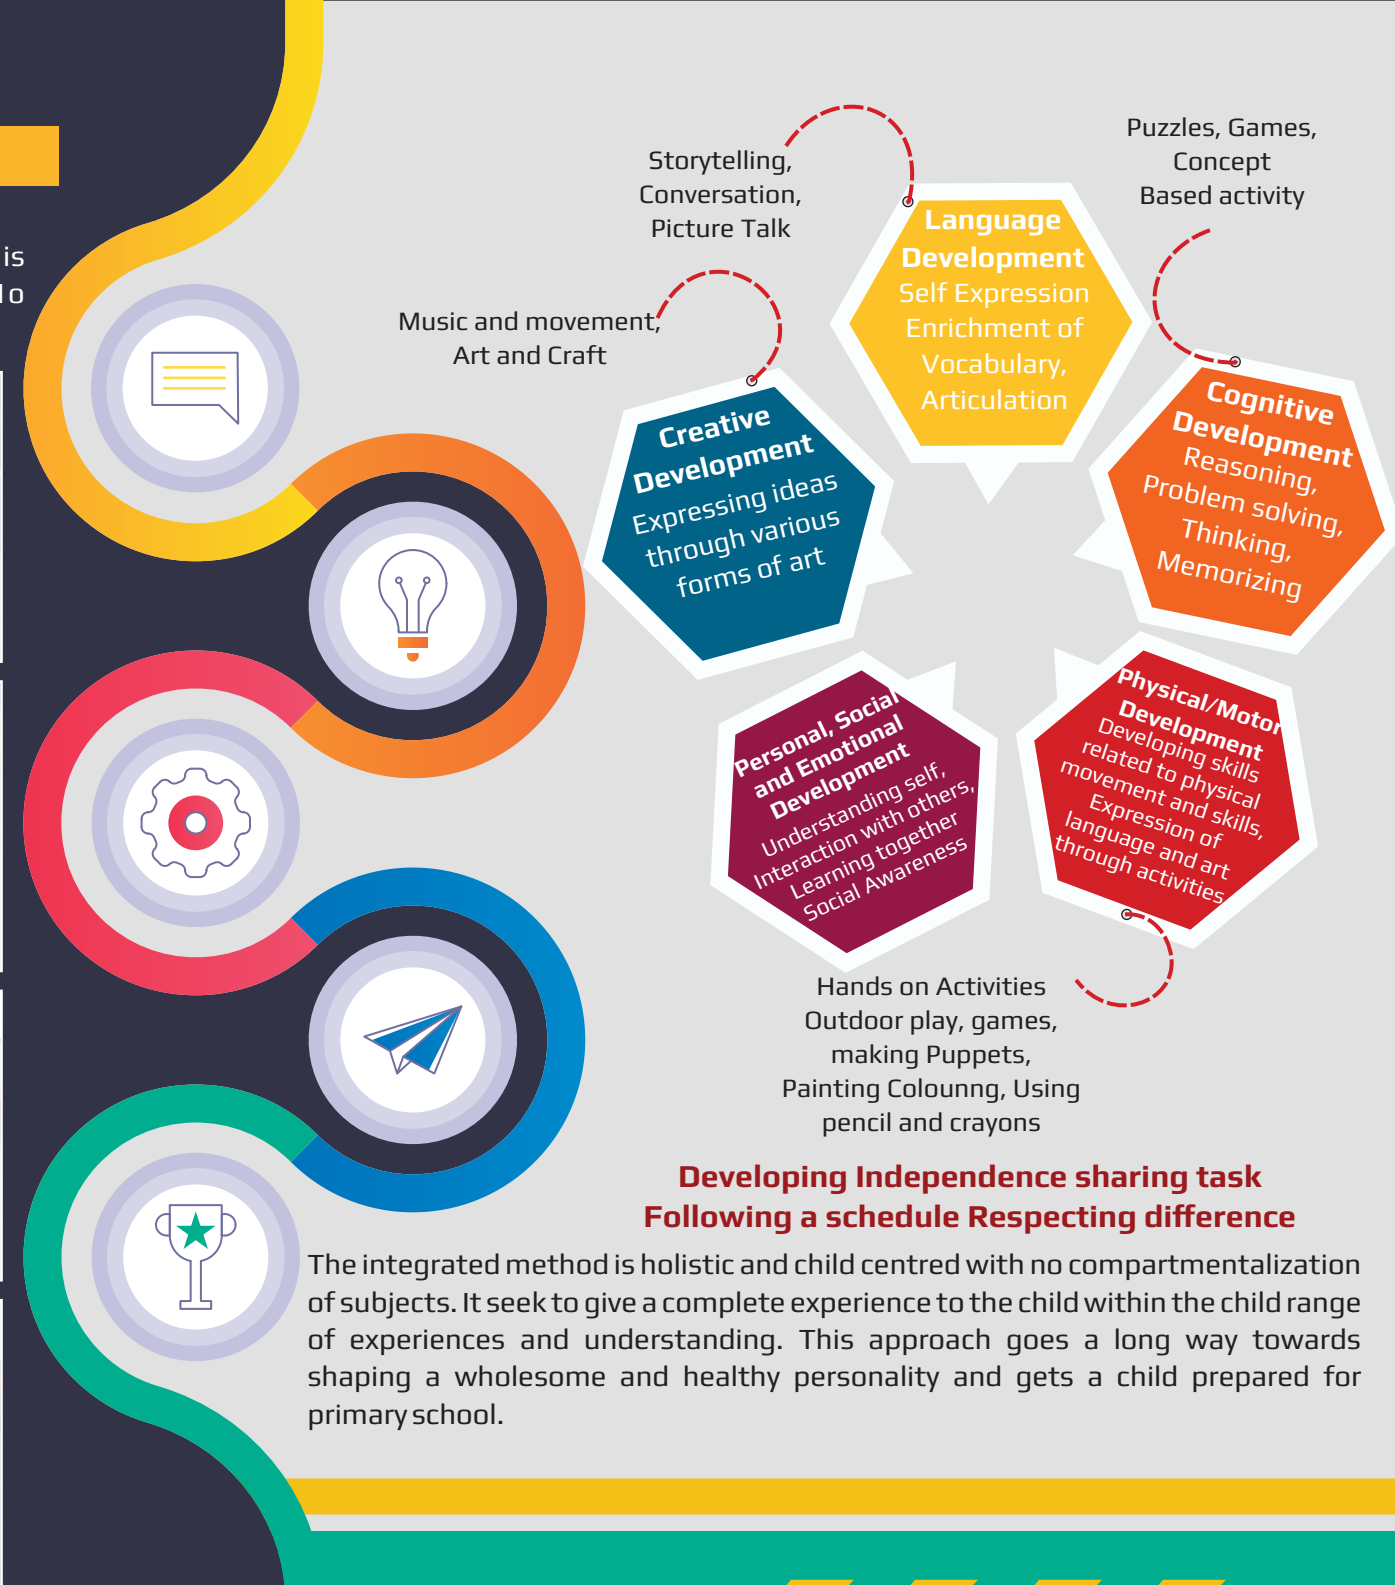 is
Storytelling,
Conversation,
Picture Talk
Puzzles, Games,
Concept
Based activity
Music and movement,
Art and Craft
Language
Development
Self Expression
Enrichment of
Vocabulary,
Articulation
Creative
Development
Expressing ideas
through various
forms of art
Cognitive
Development
Reasoning,
Problem solving,
Thinking,
Memorizing
Personal, Social
and Emotional
Development
Understanding self,
Interaction with others,
Learning together
Social Awareness
Physical/Motor
Development
Developing skills
related to physical
movement and skills,
Expression of
language and art
through activities
Hands on Activities
Outdoor play, games,
making Puppets,
Painting Colounng, Using
pencil and crayons
Developing Independence sharing task
Following a schedule Respecting difference
The integrated method is holistic and child centred with no compartmentalization
of subjects. It seek to give a complete experience to the child within the child range
of experiences and understanding. This approach goes a long way towards
shaping a wholesome and healthy personality and gets a child prepared for
primary school.